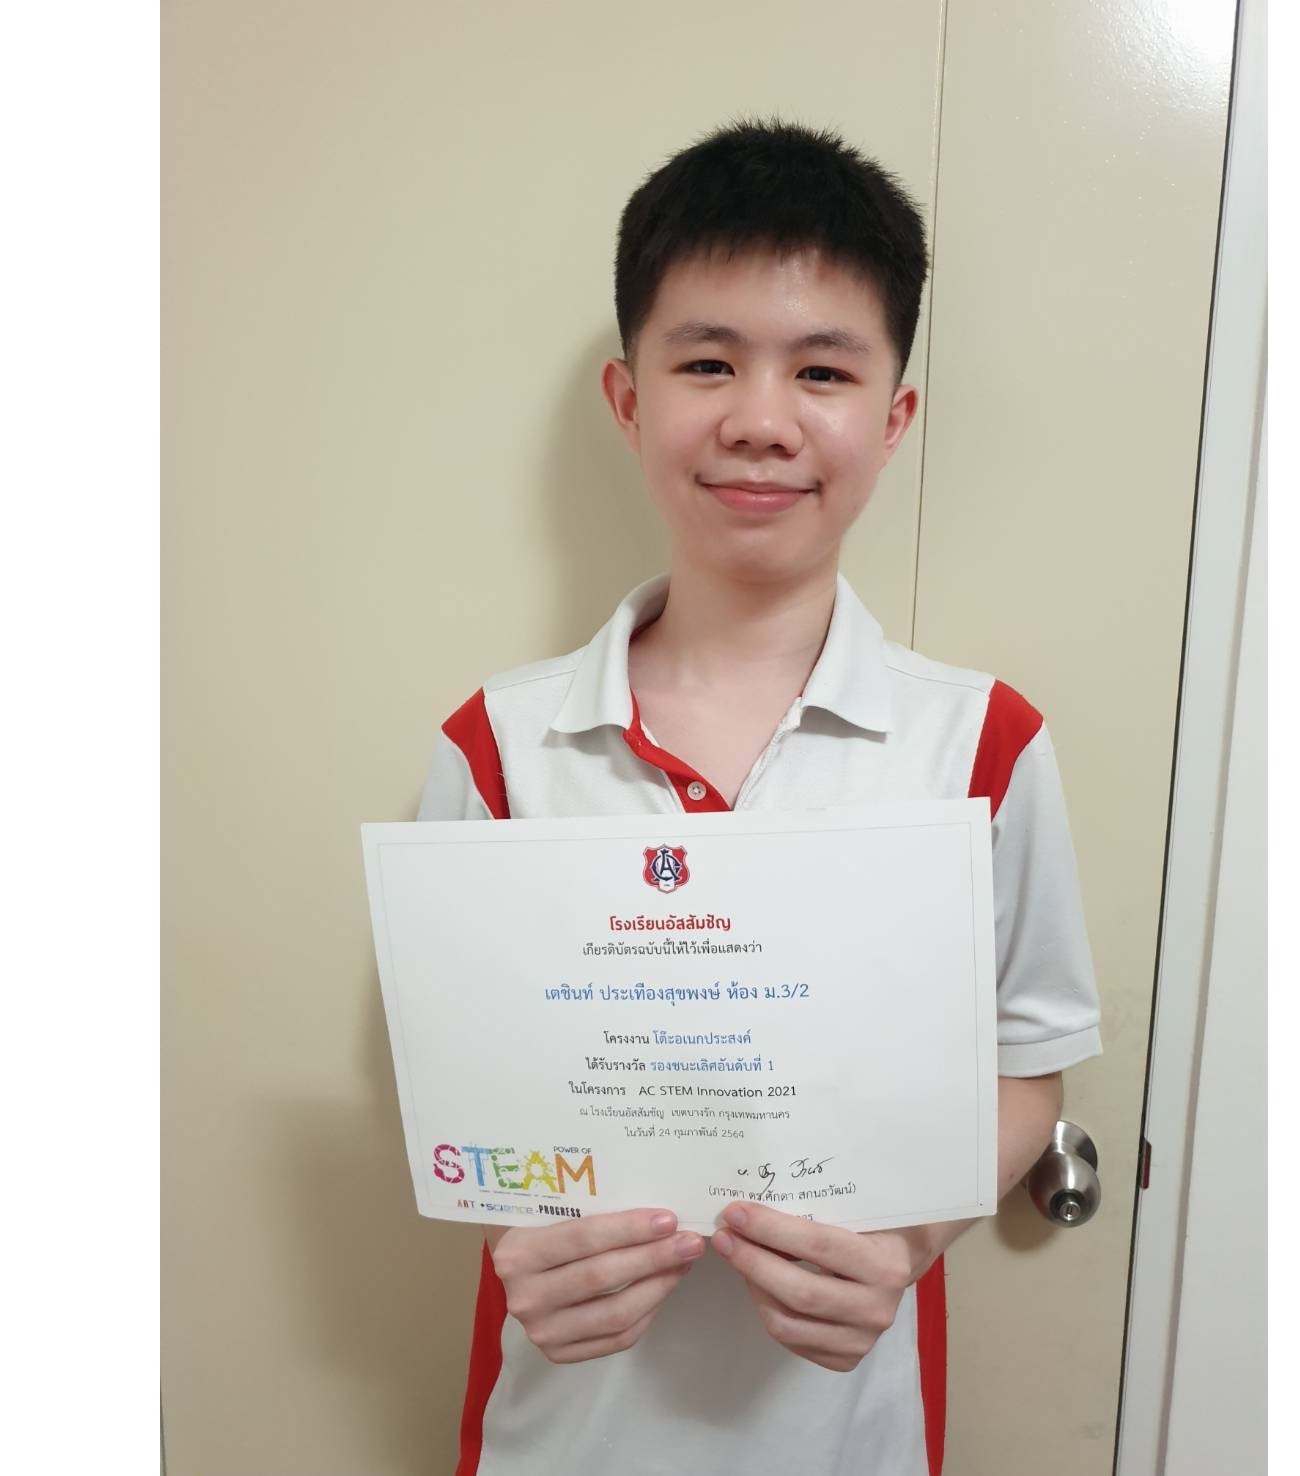 โรงเรียนอัสสัมชัญ
เกียรติบัตรฉบับนี้ให้ไว้เพื่อแสดงว่า
เตชินท์ ประเทืองสุขพงษ์ ห้อง ม.3/2
โครงงาน โต๊ะอเนกประสงค์
ได้รับรางวัล รองชนะเลิศอันดับที่ 1
ในโครงการ AC STEM Innovation 2021
ณ โรงเรียนอัสสัมชัญ เขตบางรัก กรุงเทพมหานคร
ในวันที่ 24 กุมภาพันธ์ 2564
POWER OF
STEAM
ART + science = PROGRESS
(ภราดา ดร.ศักดา สกนธวัฒน์)